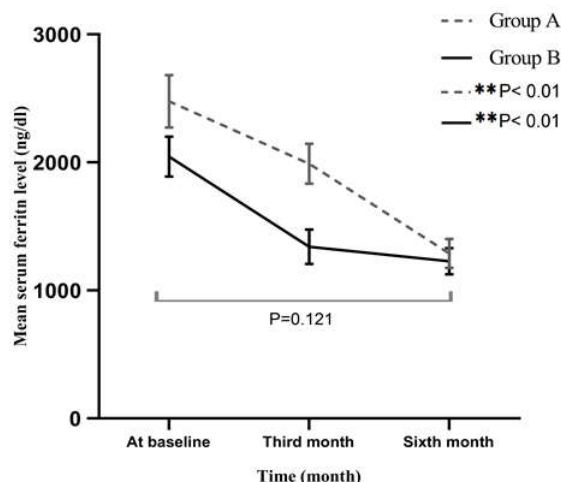 Group A
Group B
**P< 0.01
**P< 0.01
3000
2000
1000
0
Mean serum ferritn level (ng/dl)
P=0.121
At baseline Third month Sixth month
Time (month)